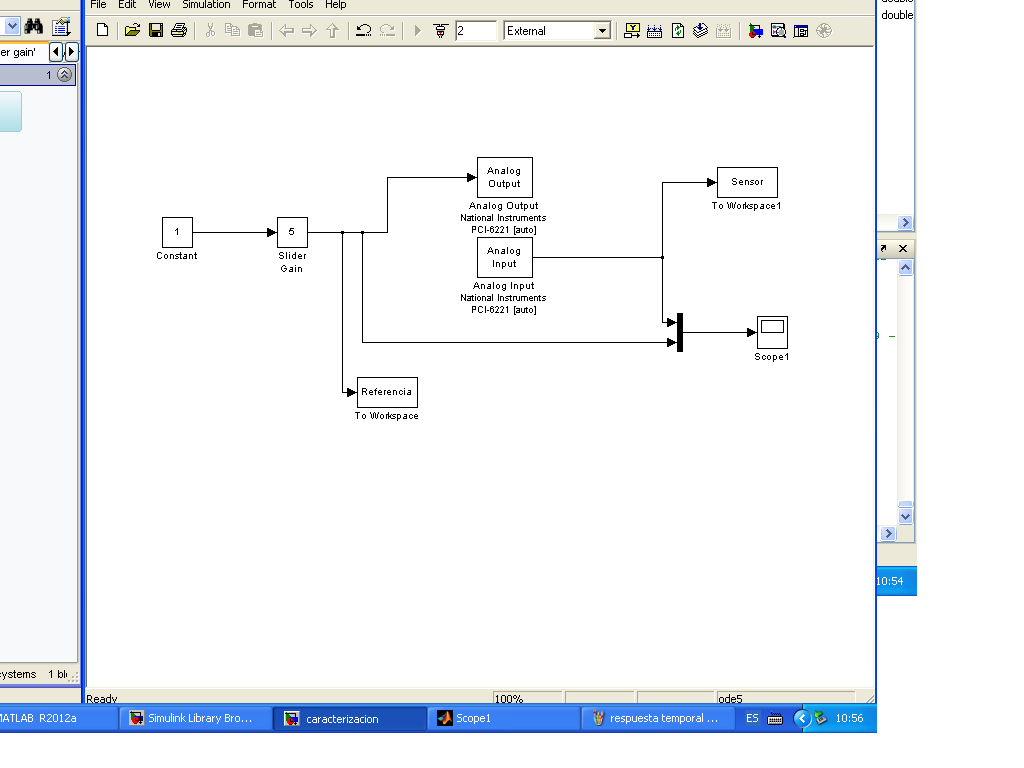 File Edit View Simulation Format Tools Help
double
double
2 External
er gain'
1
Analog
Output
Analog Output
National Instruments
PCI-6221 [auto]
Sensor
To Workspace1
1
Constant
5
Slider
Gain
Analog
Input
Analog Input
National Instruments
PCI-6221 [auto]
Scope1
Referencia
To Workspace
10:54
ystems 1 bl
Ready 100% ode5
MATLAB R2012a Simulink Library Bro... caracterizacion Scope1 respuesta temporal ... ES 10:56